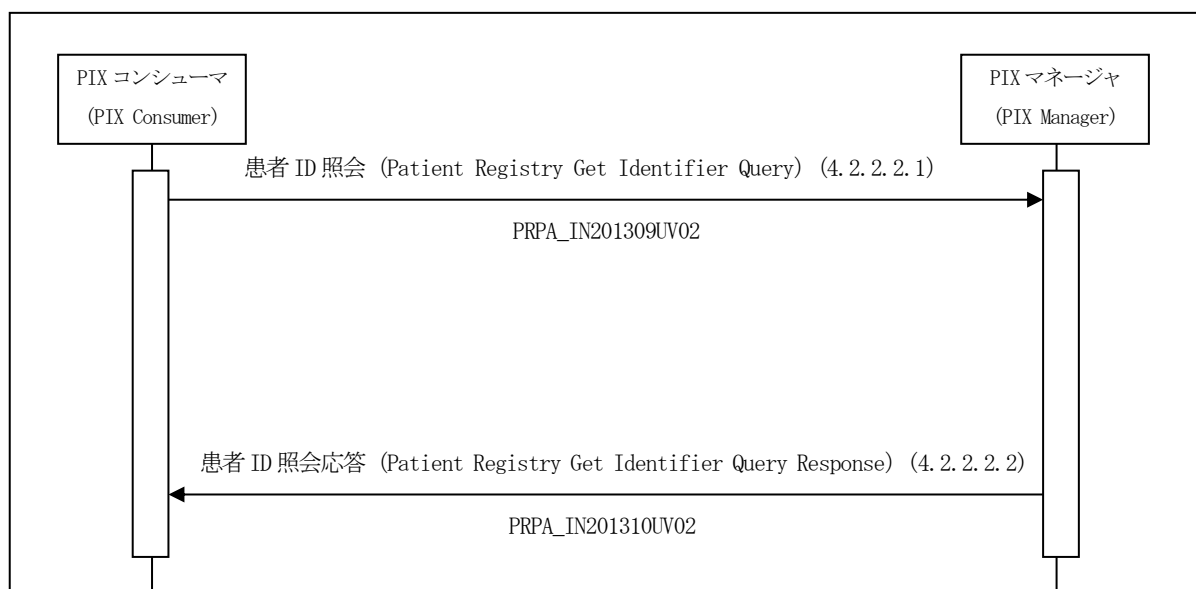 PIX コンシューマ
(PIX Consumer)
PIX マネージャ
(PIX Manager)
患者 ID 照会 (Patient Registry Get Identifier Query) (4.2.2.2.1)
PRPA_IN201309UV02
患者 ID 照会応答 (Patient Registry Get Identifier Query Response) (4.2.2.2.2)
PRPA_IN201310UV02